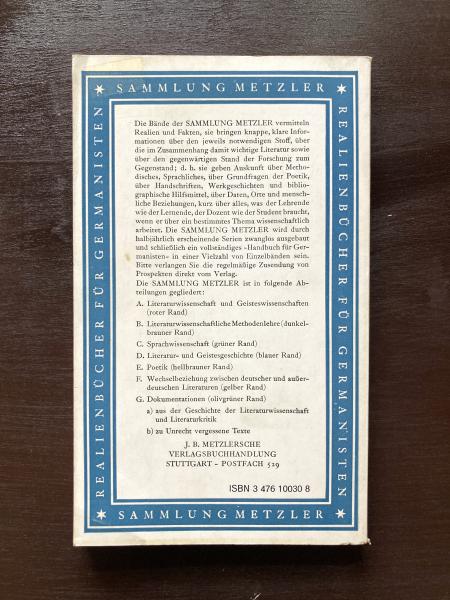 ★ SAMMLUNG METZLER ★
REALIENBÜCHER FÜR GERMANISTEN
REALIENBÜCHER FÜR GERMANISTEN
Die Bände der SAMMLUNG METZLER vermitteln
Realien und Fakten, sie bringen knappe, klare Infor-
mationen über den jeweils notwendigen Stoff, über
die im Zusammenhang damit wichtige Literatur sowie
über den gegenwärtigen Stand der Forschung zum
Gegenstand; d. h. sie geben Auskunft über Metho-
disches, Sprachliches, über Grundfragen der Poetik,
über Handschriften, Werkgeschichten und biblio-
graphische Hilfsmittel, über Daten, Orte und mensch-
liche Beziehungen, kurz über alles, was der Lehrende
wie der Lernende, der Dozent wie der Student braucht,
wenn er über ein bestimmtes Thema wissenschaftlich
arbeitet. Die SAMMLUNG METZLER wird durch
halbjährlich erscheinende Serien zwanglos ausgebaut
und schließlich ein vollständiges »Handbuch für Ger-
manisten« in einer Vielzahl von Einzelbänden sein.
Bitte verlangen Sie die regelmäßige Zusendung von
Prospekten direkt vom Verlag.
Die SAMMLUNG METZLER ist in folgende Ab-
teilungen gegliedert:
A. Literaturwissenschaft und Geisteswissenschaften
(roter Rand)
B. Literaturwissenschaftliche Methodenlehre (dunkel-
brauner Rand)
C. Sprachwissenschaft (grüner Rand)
D. Literatur- und Geistesgeschichte (blauer Rand)
E. Poetik (hellbrauner Rand)
F. Wechselbeziehung zwischen deutscher und außer-
deutschen Literaturen (gelber Rand)
G. Dokumentationen (olivgrüner Rand)
a) aus der Geschichte der Literaturwissenschaft
und Literaturkritik
b) zu Unrecht vergessene Texte
J. B. METZLERSCHE
VERLAGSBUCHHANDLUNG
STUTTGART – POSTFACH 529
ISBN 3 476 10030 8
★ SAMMLUNG METZLER ★